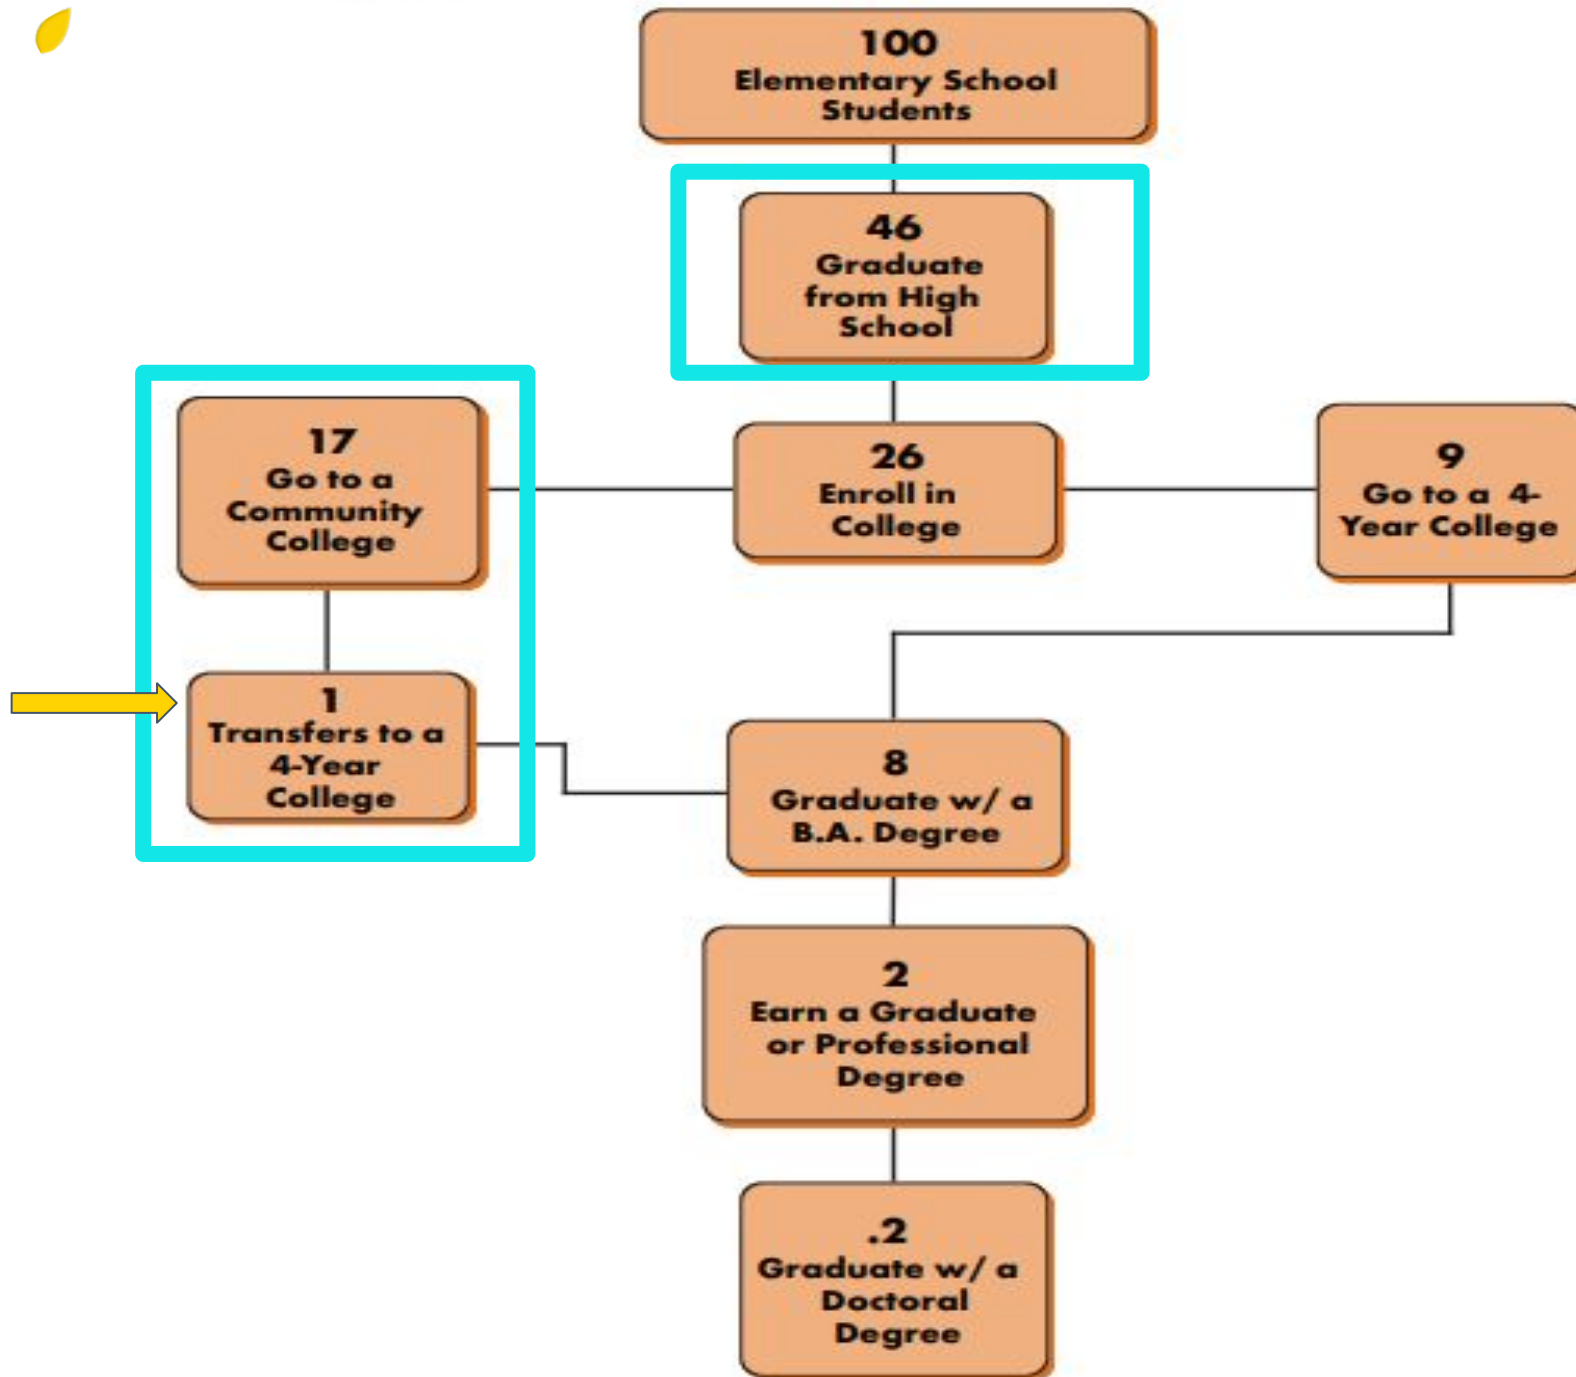 100
Elementary School
Students
46
Graduate
from High
School
17
Go to a
Community
College
26
Enroll in
College
9
Go to a 4-
Year College
1
Transfers to a
4-Year
College
8
Graduate w/ a
B.A. Degree
2
Earn a Graduate
or Professional
Degree
.2
Graduate w/ a
Doctoral
Degree